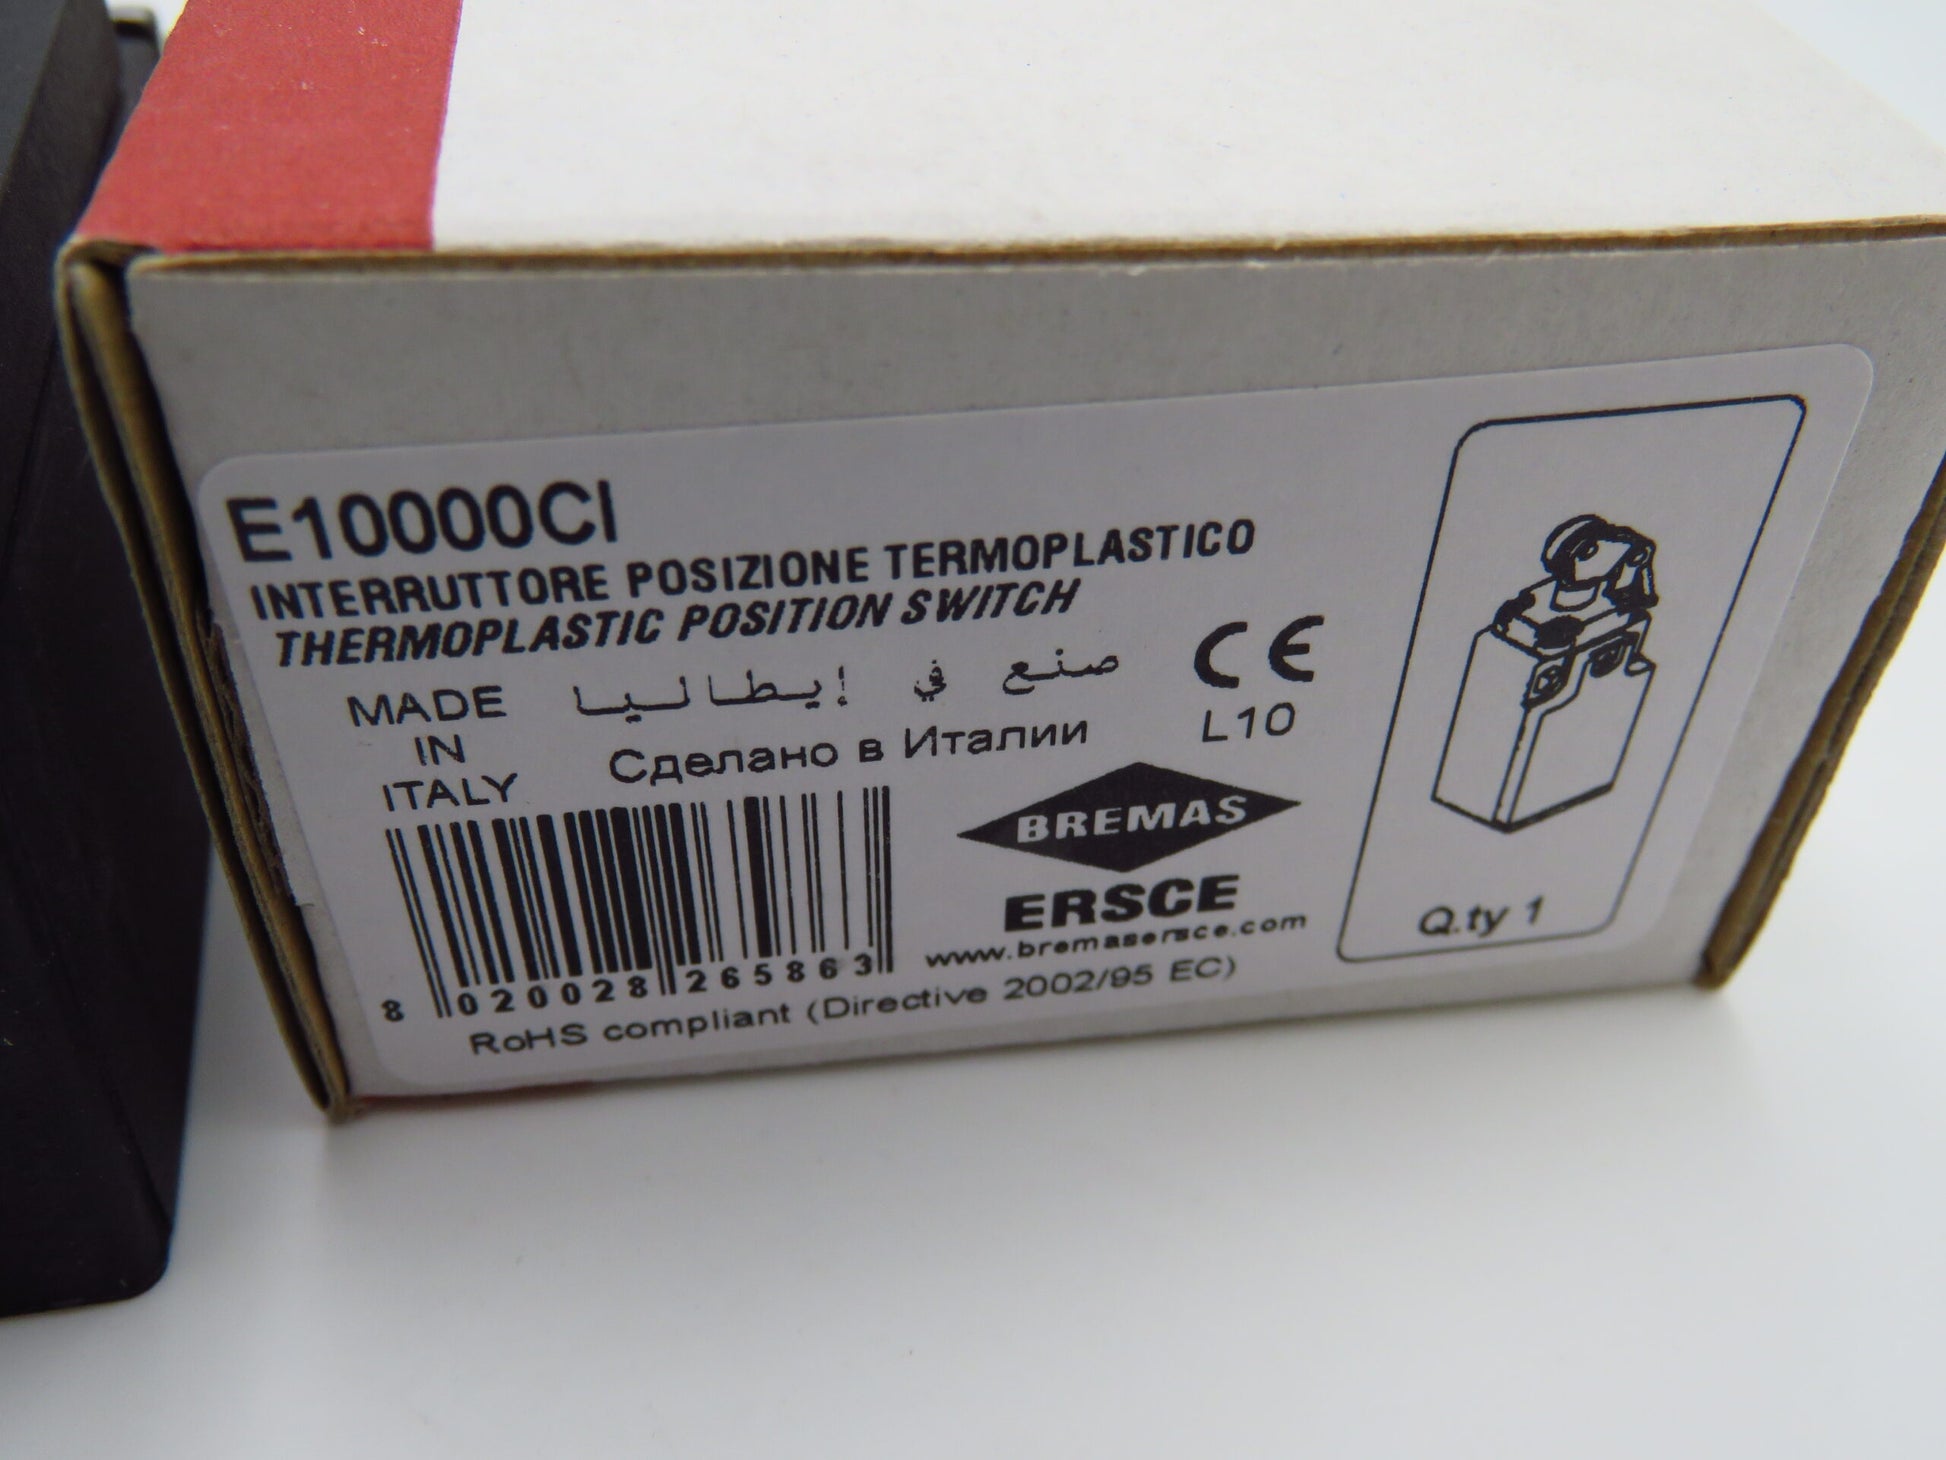 E10000CI
INTERRUTTORE POSIZIONE TERMOPLASTICO
THERMOPLASTIC POSITION SWITCH
MADE
IN
ITALY
صنع في إيطاليا
Сделано в Италии
CE
L10
BREMAS
ERSCE
www.bremasersce.com
8 020028 265863
RoHS compliant (Directive 2002/95 EC)
Q.ty 1